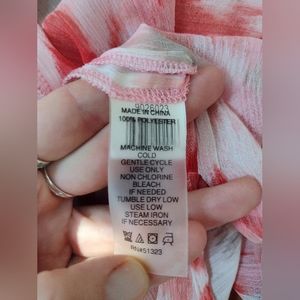 9026023
MADE IN CHINA
100% POLYESTER
MACHINE WASH
COLD
GENTLE CYCLE
USE ONLY
NON CHLORINE
BLEACH
IF NEEDED
TUMBLE DRY LOW
USE LOW
STEAM IRON
IF NECESSARY